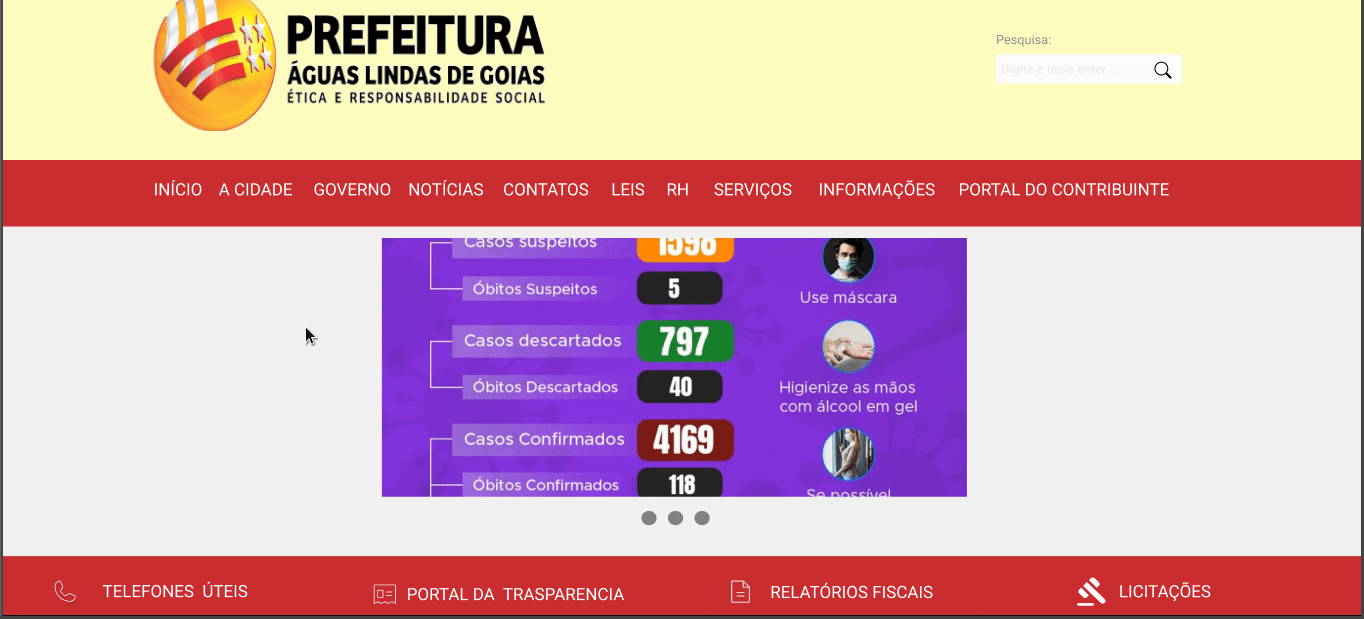 PREFEITURA
ÁGUAS LINDAS DE GOIAS
ÉTICA E RESPONSABILIDADE SOCIAL
Pesquisa:
Digite e tecle enter ...
INÍCIO A CIDADE GOVERNO NOTÍCIAS CONTATOS LEIS RH SERVIÇOS INFORMAÇÕES PORTAL DO CONTRIBUINTE
Casos suspeitos 1598
Óbitos Suspeitos 5
Casos descartados 797
Óbitos Descartados 40
Casos Confirmados 4169
Óbitos Confirmados 118
Use máscara
Higienize as mãos
com álcool em gel
Se possível
TELEFONES ÚTEIS
PORTAL DA TRASPARENCIA
RELATÓRIOS FISCAIS
LICITAÇÕES